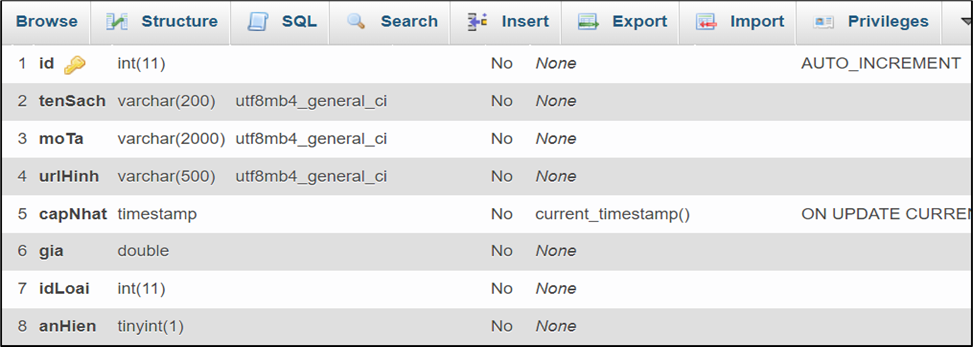 Browse Structure SQL Search Insert Export Import Privileges
1 id int(11) No None AUTO_INCREMENT
2 tenSach varchar(200) utf8mb4_general_ci No None
3 moTa varchar(2000) utf8mb4_general_ci No None
4 urlHinh varchar(500) utf8mb4_general_ci No None
5 capNhat timestamp No current_timestamp() ON UPDATE CURREN
6 gia double No None
7 idLoai int(11) No None
8 anHien tinyint(1) No None